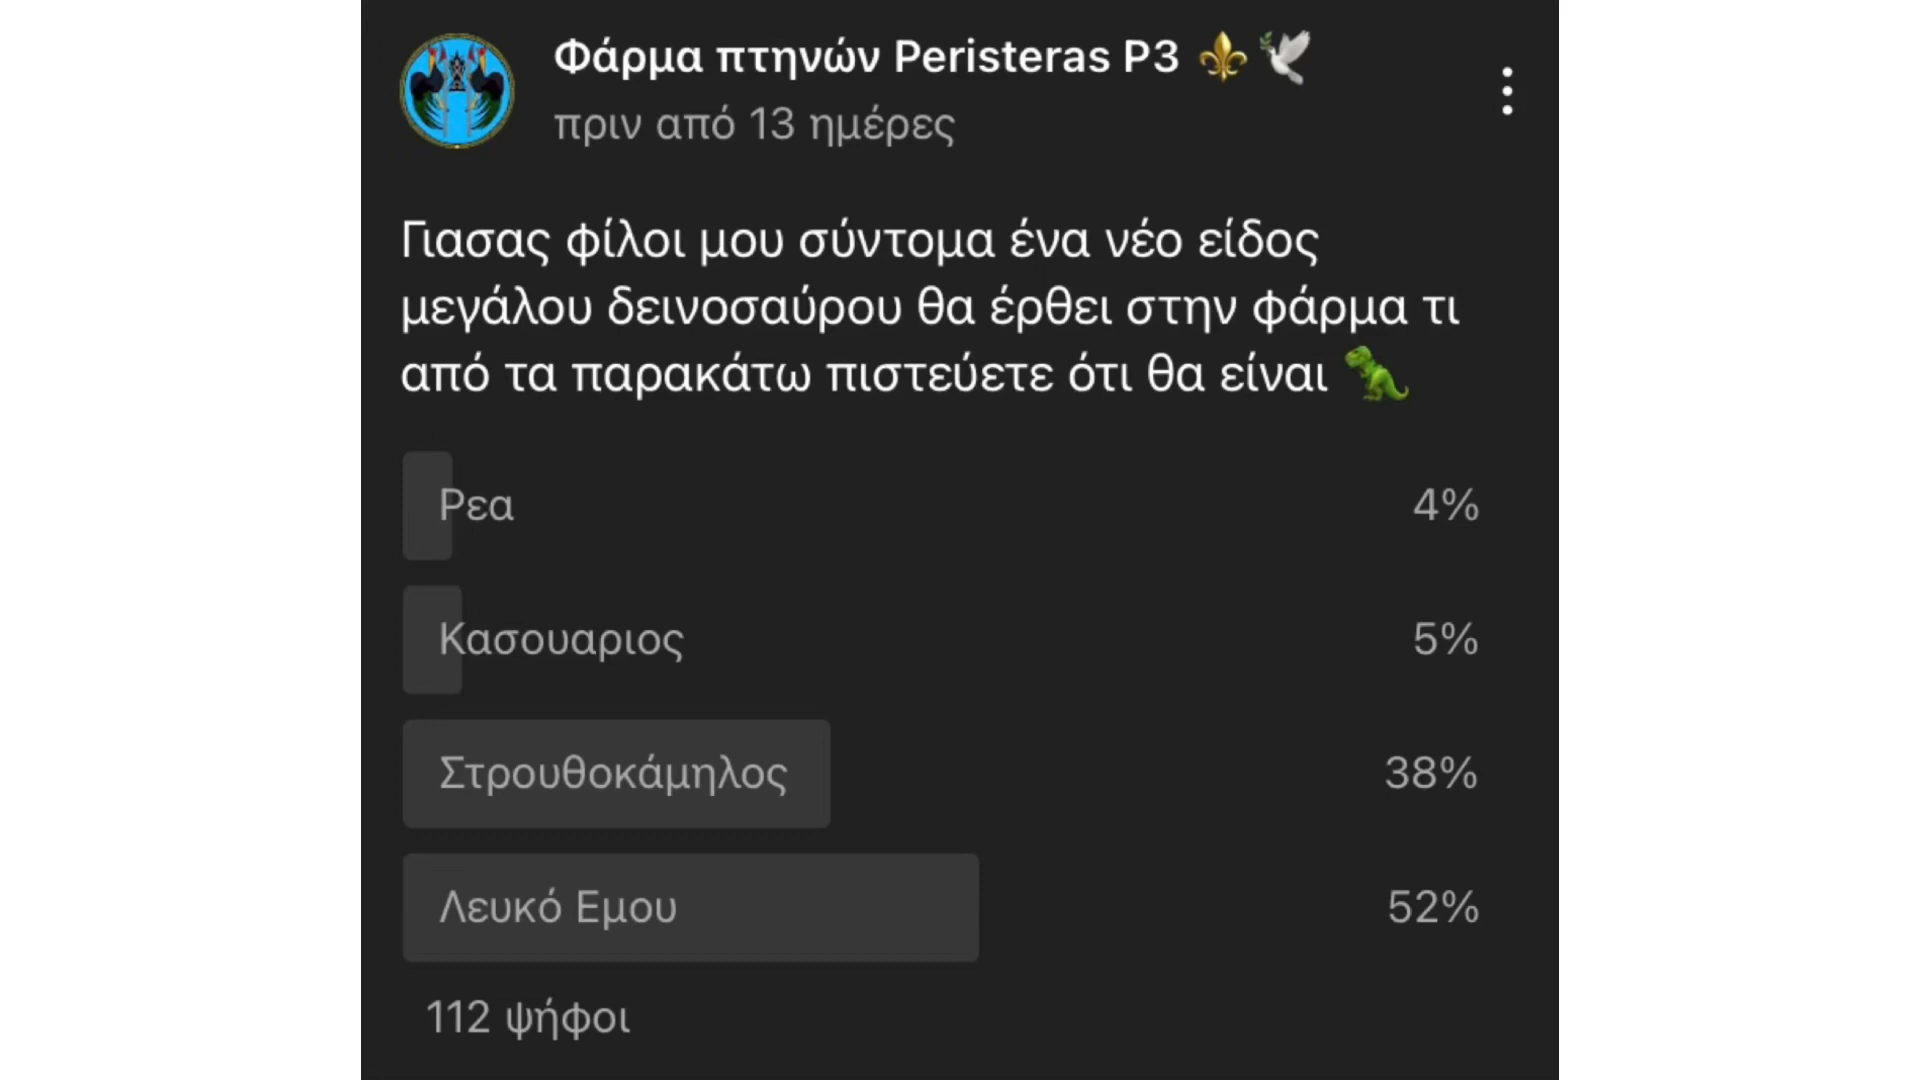 Φάρμα πτηνών Peristeras P3 ⚜️🕊️
πριν από 13 ημέρες
Γιασας φίλοι μου σύντομα ένα νέο είδος
μεγάλου δεινοσαύρου θα έρθει στην φάρμα τι
από τα παρακάτω πιστεύετε ότι θα είναι 🦖
Ρεα 4%
Κασουαριος 5%
Στρουθοκάμηλος 38%
Λευκό Εμου 52%
112 ψήφοι